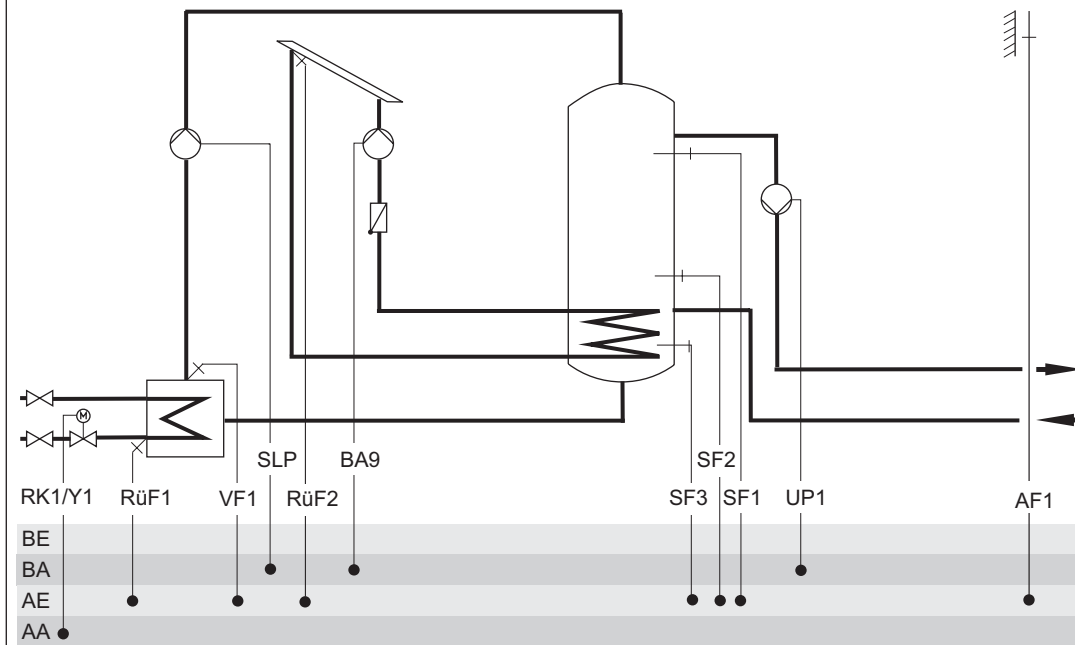 M
SLP
BA9
SF2
RK1/Y1
RüF1
VF1
RüF2
SF3
SF1
UP1
AF1
BE
BA
AE
AA